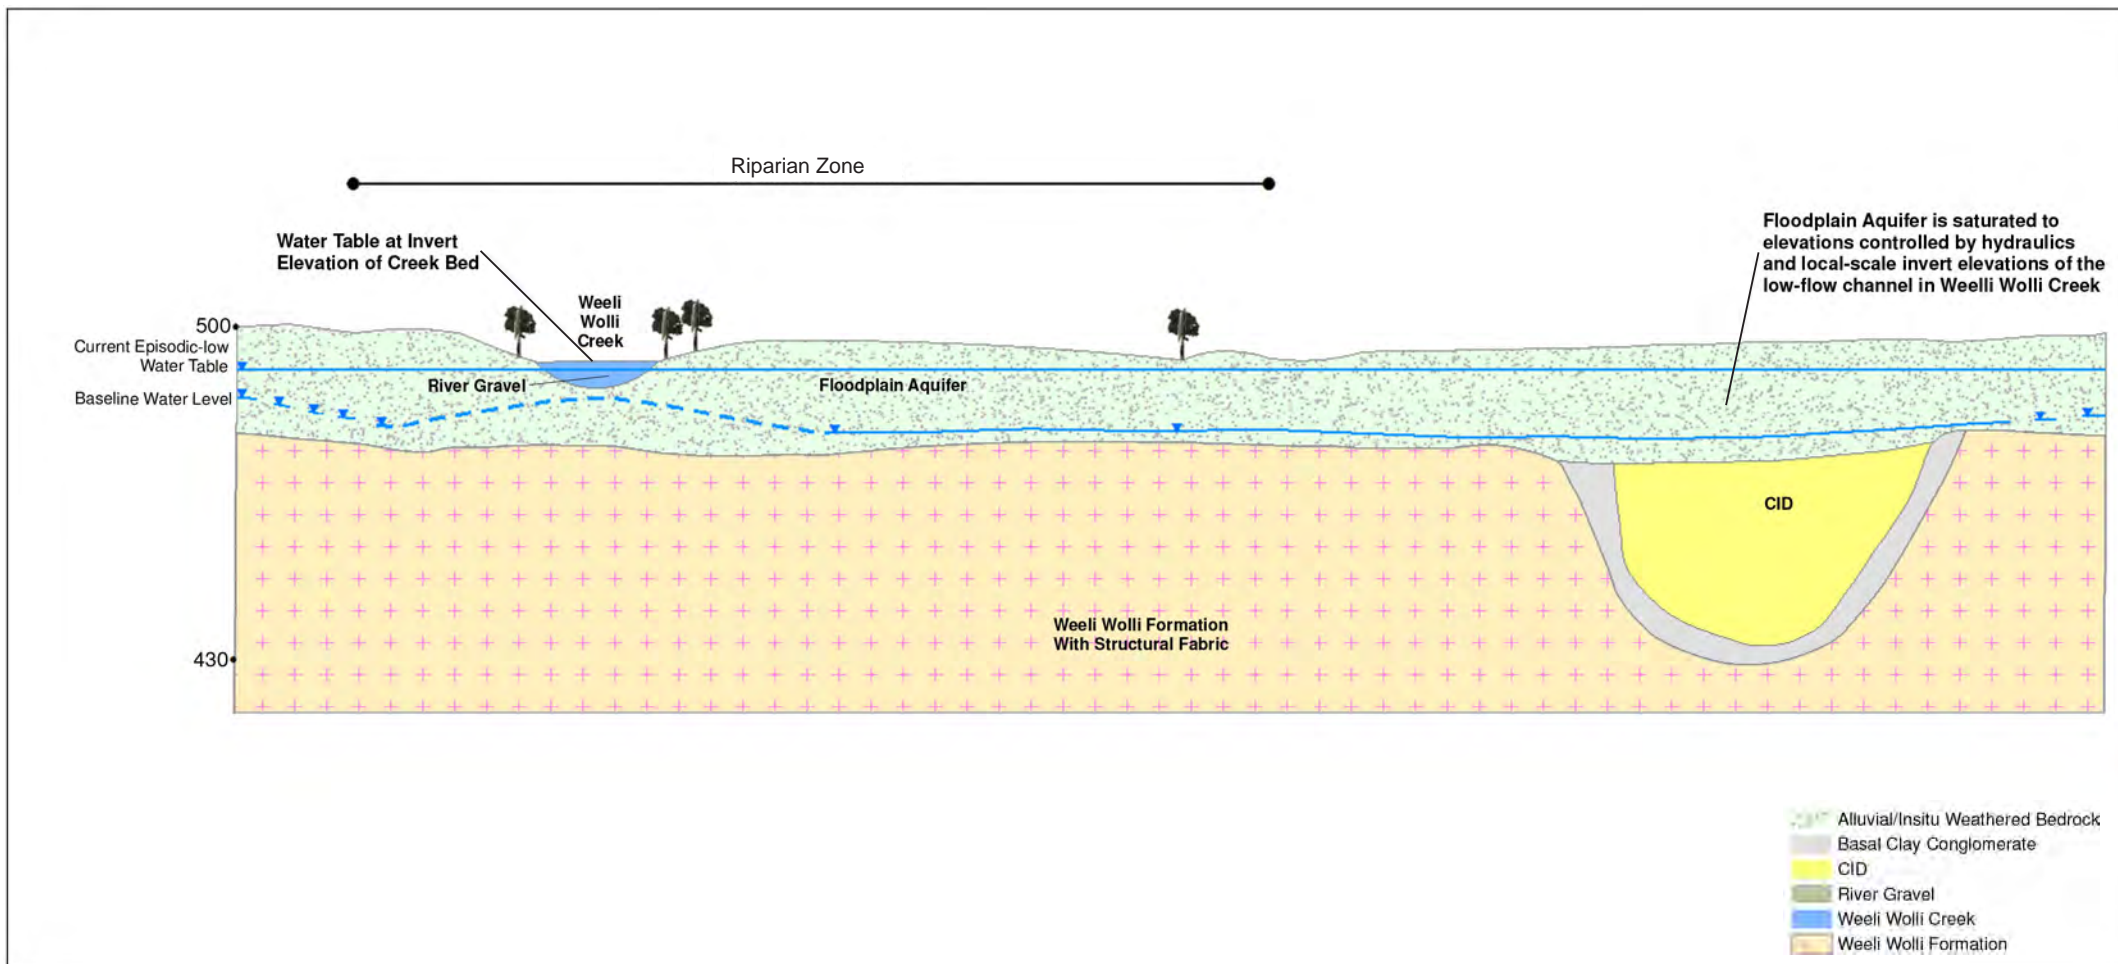 Riparian Zone
Water Table at Invert
Elevation of Creek Bed
Floodplain Aquifer is saturated to
elevations controlled by hydraulics
and local-scale invert elevations of the
low-flow channel in Weelli Wolli Creek
Weeli
Wolli
Creek
500
Current Episodic-low
Water Table
River Gravel
Floodplain Aquifer
Baseline Water Level
CID
Weeli Wolli Formation
With Structural Fabric
430
Alluvial/Insitu Weathered Bedrock
Basal Clay Conglomerate
CID
River Gravel
Weeli Wolli Creek
Weeli Wolli Formation